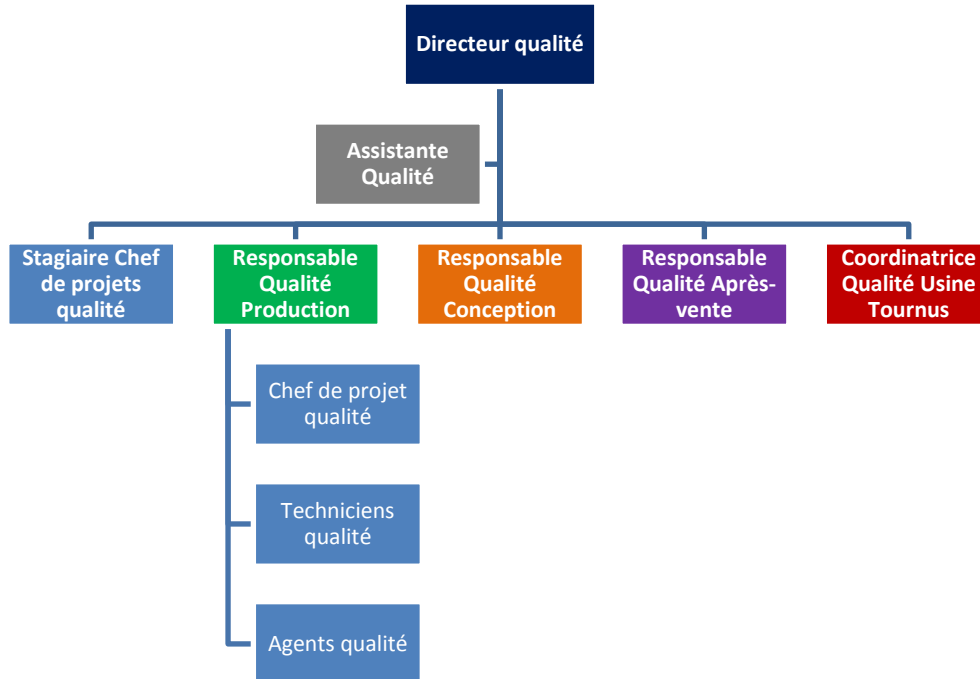 Directeur qualité
Assistante
Qualité
Stagiaire Chef
de projets
qualité
Responsable
Qualité
Production
Responsable
Qualité
Conception
Responsable
Qualité Après-
vente
Coordinatrice
Qualité Usine
Tournus
Chef de projet
qualité
Techniciens
qualité
Agents qualité